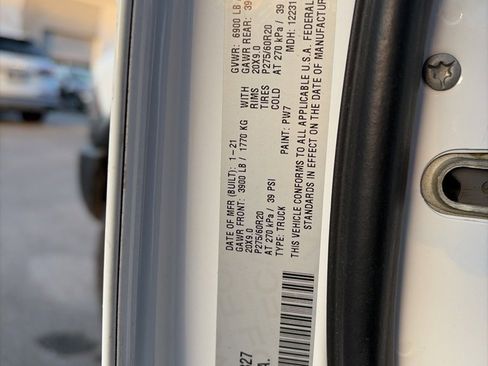 DATE OF MFR (BUILT): 1-21
GAWR FRONT: 3900 LB / 1770 KG WITH
20X9.0 RIMS
P275/60R20 TIRES
AT 270 kPa / 39 PSI COLD
TYPE: TRUCK PAINT: PW7
THIS VEHICLE CONFORMS TO ALL APPLICABLE U.S.A. FEDERAL
STANDARDS IN EFFECT ON THE DATE OF MANUFACTUR
GVWR: 6900 LB
GAWR REAR: 39
20X9.0
P275/60R20
AT 270 kPa / 39
MDH: 12231
327
A.